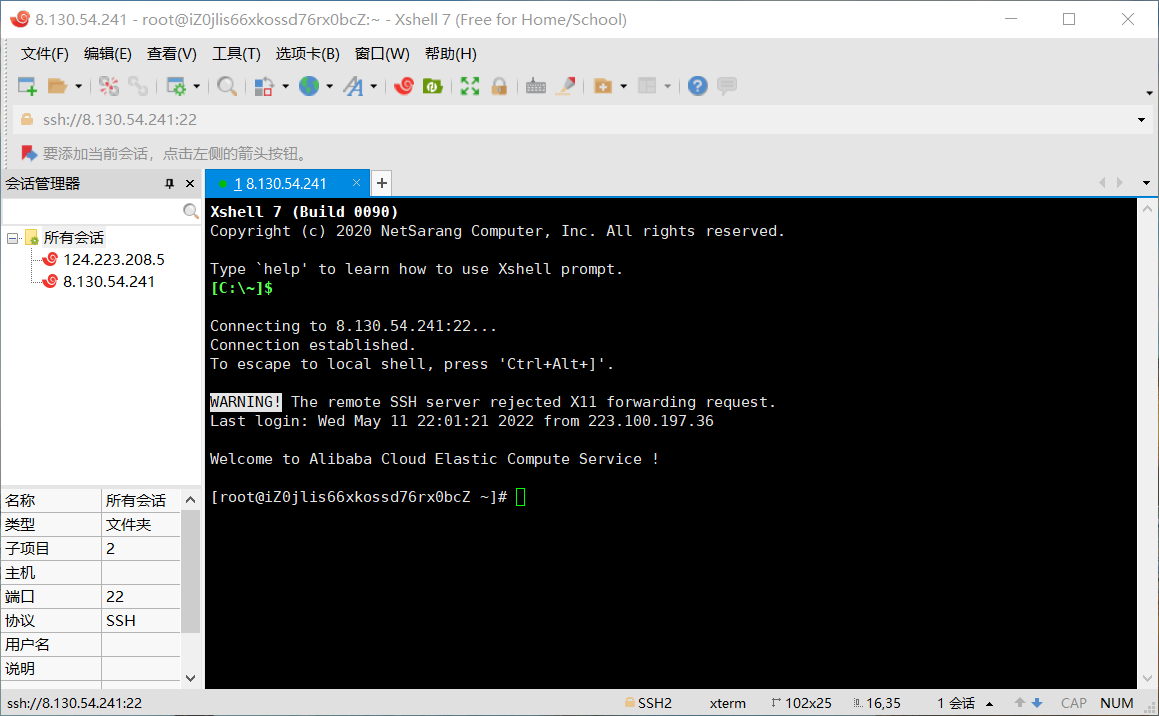 8.130.54.241 - root@iZ0jlis66xkossd76rx0bcZ:~ - Xshell 7 (Free for Home/School)
文件(F) 编辑(E) 查看(V) 工具(T) 选项卡(B) 窗口(W) 帮助(H)
ssh://8.130.54.241:22
要添加当前会话，点击左侧的箭头按钮。
会话管理器
1 8.130.54.241
所有会话
124.223.208.5
8.130.54.241
名称 所有会话
类型 文件夹
子项目 2
主机
端口 22
协议 SSH
用户名
说明
Xshell 7 (Build 0090)
Copyright (c) 2020 NetSarang Computer, Inc. All rights reserved.
Type `help' to learn how to use Xshell prompt.
[C:\~]$
Connecting to 8.130.54.241:22...
Connection established.
To escape to local shell, press 'Ctrl+Alt+]'.
WARNING! The remote SSH server rejected X11 forwarding request.
Last login: Wed May 11 22:01:21 2022 from 223.100.197.36
Welcome to Alibaba Cloud Elastic Compute Service !
[root@iZ0jlis66xkossd76rx0bcZ ~]#
ssh://8.130.54.241:22 SSH2 xterm 102x25 16,35 1 会话 CAP NUM